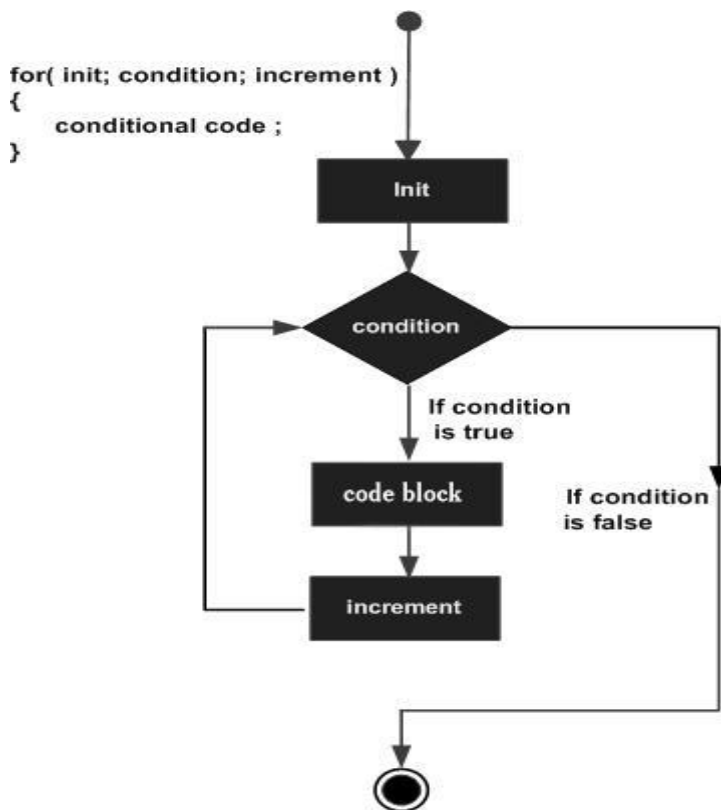 for( init; condition; increment )
{
conditional code ;
}
Init
condition
If condition
is true
code block
If condition
is false
increment